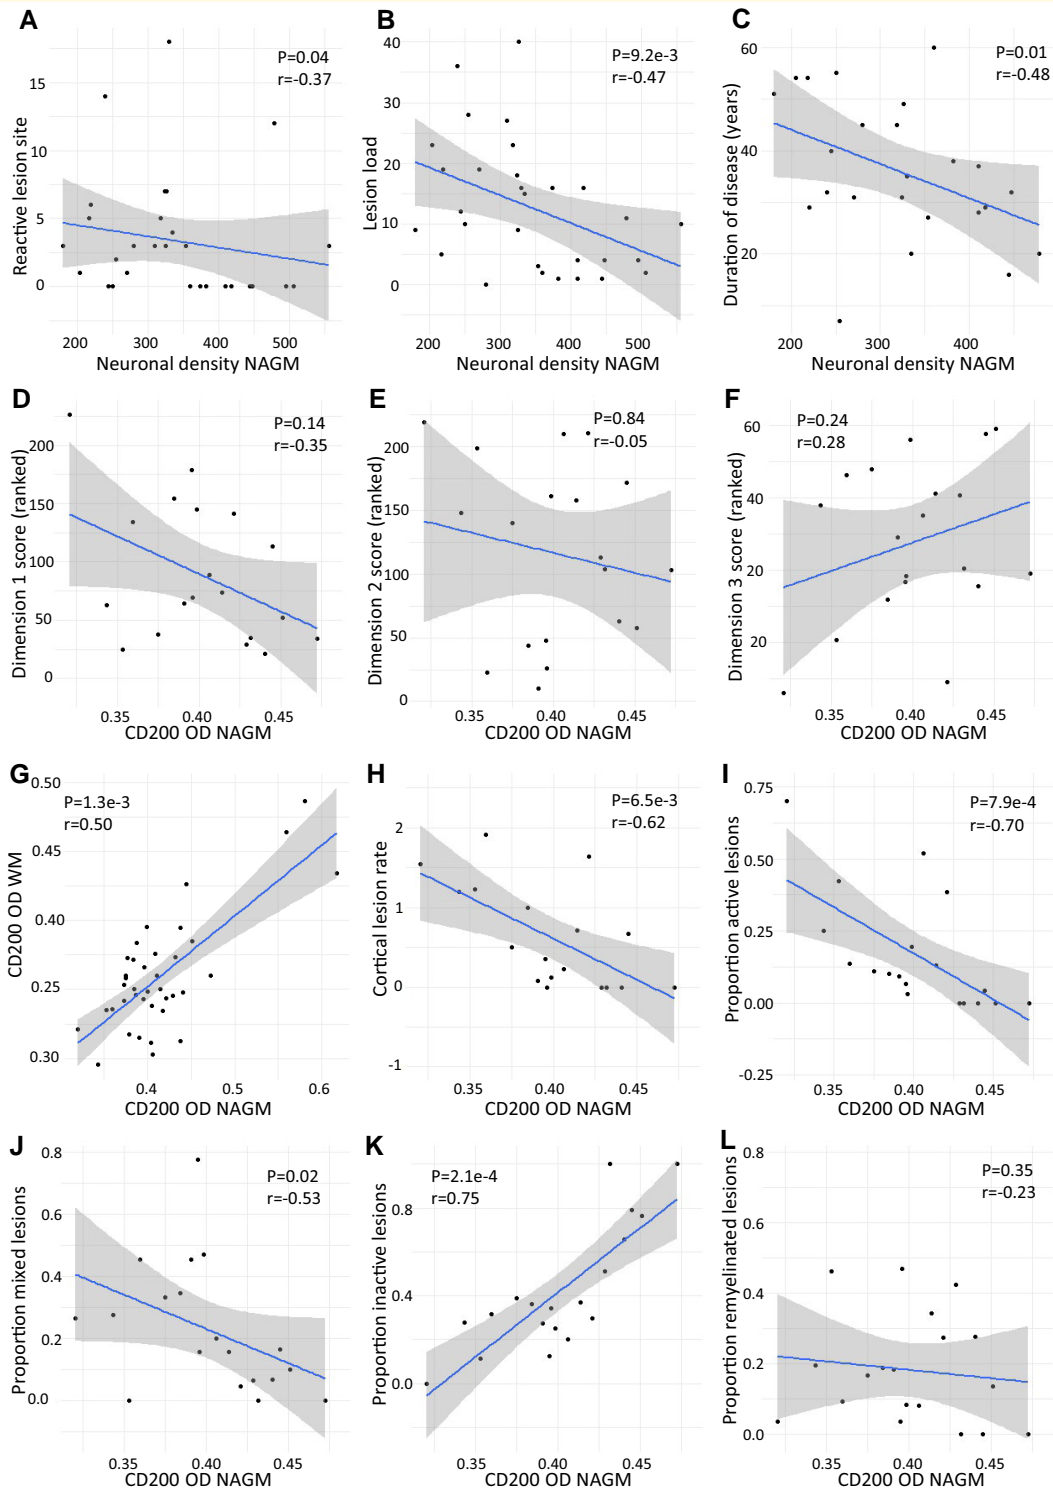 A
P=0.04
r=-0.37
15
10
5
0
Reactive lesion site
200
300
400
500
Neuronal density NAGM
B
P=9.2e-3
r=-0.47
40
30
20
10
0
Lesion load
200
300
400
500
Neuronal density NAGM
C
P=0.01
r=-0.48
60
40
20
Duration of disease (years)
200
300
400
Neuronal density NAGM
D
P=0.14
r=-0.35
200
150
100
50
0
Dimension 1 score (ranked)
0.35
0.40
0.45
CD200 OD NAGM
E
P=0.84
r=-0.05
200
150
100
50
0
Dimension 2 score (ranked)
0.35
0.40
0.45
CD200 OD NAGM
F
P=0.24
r=0.28
60
40
20
20
Dimension 3 score (ranked)
0.35
0.40
0.45
CD200 OD NAGM
G
P=1.3e-3
r=0.50
0.50
0.45
0.40
0.25
0.30
CD200 OD WM
0.4
0.5
0.6
CD200 OD NAGM
H
P=6.5e-3
r=-0.62
2
1
0
-1
Cortical lesion rate
0.35
0.40
0.45
CD200 OD NAGM
I
P=7.9e-4
r=-0.70
0.75
0.50
0.25
0.00
-0.25
Proportion active lesions
0.35
0.40
0.45
CD200 OD NAGM
J
P=0.02
r=-0.53
0.8
0.6
0.4
0.2
0.0
Proportion mixed lesions
0.35
0.40
0.45
CD200 OD NAGM
K
P=2.1e-4
r=0.75
0.8
0.4
0.0
Proportion inactive lesions
0.35
0.40
0.45
CD200 OD NAGM
L
P=0.35
r=-0.23
0.8
0.6
0.4
0.2
0.0
Proportion remyelinated lesions
0.35
0.40
0.45
CD200 OD NAGM